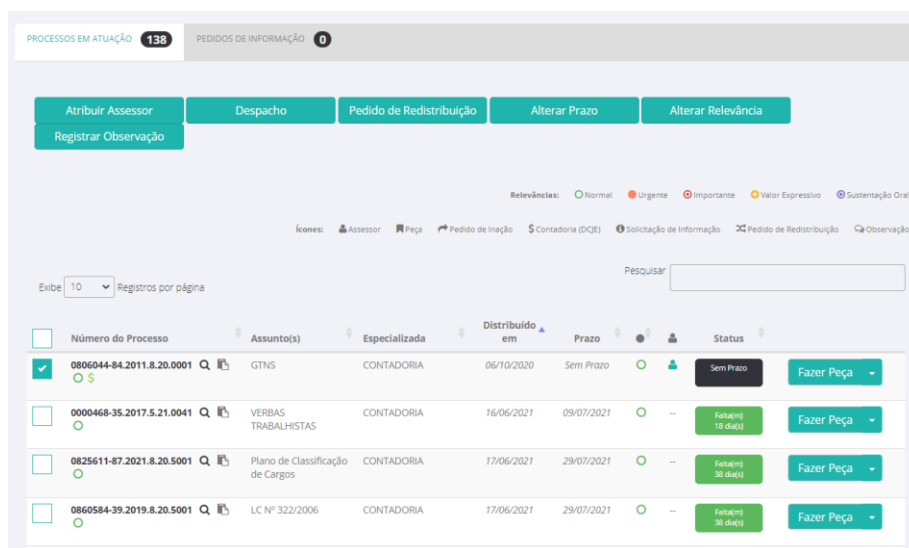 PROCESSOS EM ATUAÇÃO 138 PEDIDOS DE INFORMAÇÃO 0
Atribuir Assessor Despacho Pedido de Redistribuição Alterar Prazo Alterar Relevância
Registrar Observação
Relevâncias: Normal Urgente Importante Valor Expressivo Sustentação Oral
Ícones: Assessor Peça Pedido de Inação $ Contadoria (DCJE) Solicitação de Informação Pedido de Redistribuição Observação
Pesquisar
Exibe 10 Registros por página
Número do Processo Assunto(s) Especializada Distribuído em Prazo Status
0806044-84.2011.8.20.0001 GTNS CONTADORIA 06/10/2020 Sem Prazo Sem Prazo Fazer Peça
$
0000468-35.2017.5.21.0041 VERBAS TRABALHISTAS CONTADORIA 16/06/2021 09/07/2021 -- Falta(m) 18 dia(s) Fazer Peça
0825611-87.2021.8.20.5001 Plano de Classificação de Cargos CONTADORIA 17/06/2021 29/07/2021 -- Falta(m) 38 dia(s) Fazer Peça
0860584-39.2019.8.20.5001 LC Nº 322/2006 CONTADORIA 17/06/2021 29/07/2021 -- Falta(m) 38 dia(s) Fazer Peça